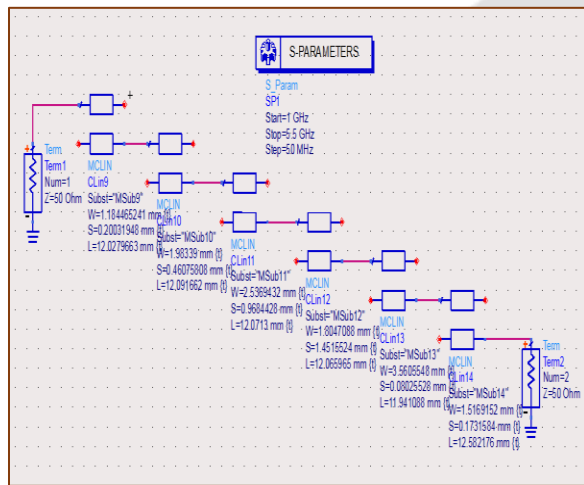 S-PARAMETERS
S_Param
SP1
Start=1 GHz
Stop=5.5 GHz
Step=50 MHz
Term
Term1
Num=1
Z=50 Ohm
MCLIN
CLin9
Subst="MSub9"
W=1.184465241 mm {t}
S=0.20031948 mm {t}
L=12.0279663 mm {t}
MCLIN
CLin10
Subst="MSub10"
W=1.98339 mm {t}
S=0.46075808 mm {t}
L=12.091662 mm {t}
MCLIN
CLin11
Subst="MSub11"
W=2.5369432 mm {t}
S=0.9684428 mm {t}
L=12.0713 mm {t}
MCLIN
CLin12
Subst="MSub12"
W=1.8047088 mm {t}
S=1.4515524 mm {t}
L=12.065965 mm {t}
MCLIN
CLin13
Subst="MSub13"
W=3.5605548 mm {t}
S=0.08025528 mm {t}
L=11.941088 mm {t}
MCLIN
CLin14
Subst="MSub14"
W=1.5169152 mm {t}
S=0.1731584 mm {t}
L=12.582176 mm {t}
Term
Term2
Num=2
Z=50 Ohm